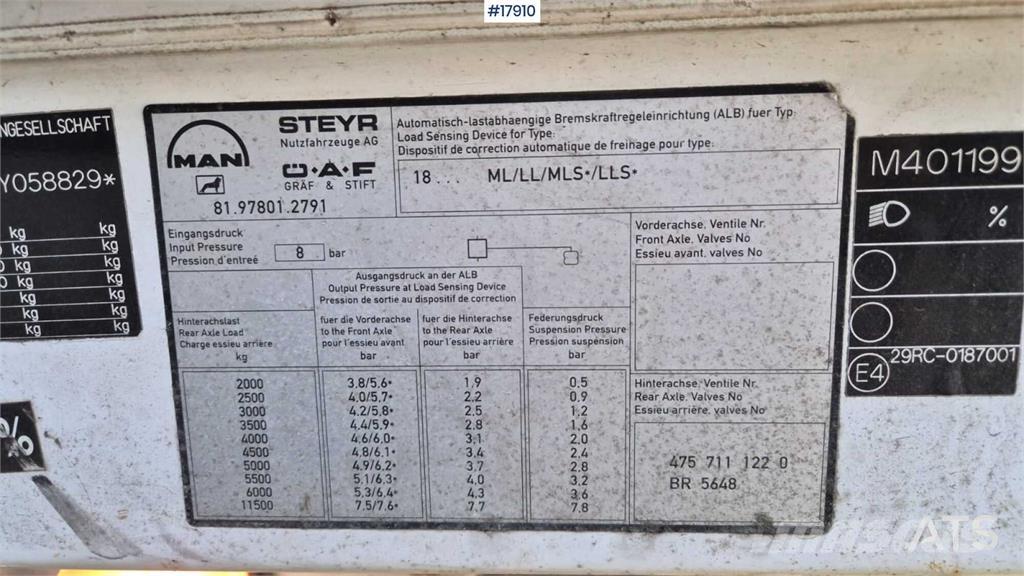 #17910
NGESELLSCHAFT
Y058829*
kg kg
kg kg
kg kg
kg kg
kg kg
kg kg
%
MAN
STEYR
Nutzfahrzeuge AG
Ö·A·F
GRÄF & STIFT
81.97801.2791
Automatisch-lastabhaengige Bremskraftregeleinrichtung (ALB) fuer Typ:
Load Sensing Device for Type:
Dispositif de correction automatique de freinage pour type:
18 ... ML/LL/MLS*/LLS*
Eingangsdruck
Input Pressure
Pression d'entreé
8 bar
Ausgangsdruck an der ALB
Output Pressure at Load Sensing Device
Pression de sortie au dispositif de correction
Hinterachslast
Rear Axle Load
Charge essieu arrière
kg
fuer die Vorderachse
to the Front Axle
pour l'essieu avant
bar
fuer die Hinterachse
to the Rear Axle
pour l'essieu arrière
bar
Federungsdruck
Suspension Pressure
Pression suspension
bar
2000 3.8/5.6* 1.9 0.5
2500 4.0/5.7* 2.2 0.9
3000 4.2/5.8* 2.5 1.2
3500 4.4/5.9* 2.8 1.6
4000 4.6/6.0* 3.1 2.0
4500 4.8/6.1* 3.4 2.4
5000 4.9/6.2* 3.7 2.8
5500 5.1/6.3* 4.0 3.2
6000 5.3/6.4* 4.3 3.6
11500 7.5/7.6* 7.7 7.8
Vorderachse. Ventile Nr.
Front Axle. Valves No
Essieu avant. valves No
Hinterachse. Ventile Nr.
Rear Axle. Valves No
Essieu arrière. valves No
475 711 122 0
BR 5648
M401199
%
29RC-0187001
E4
ATS